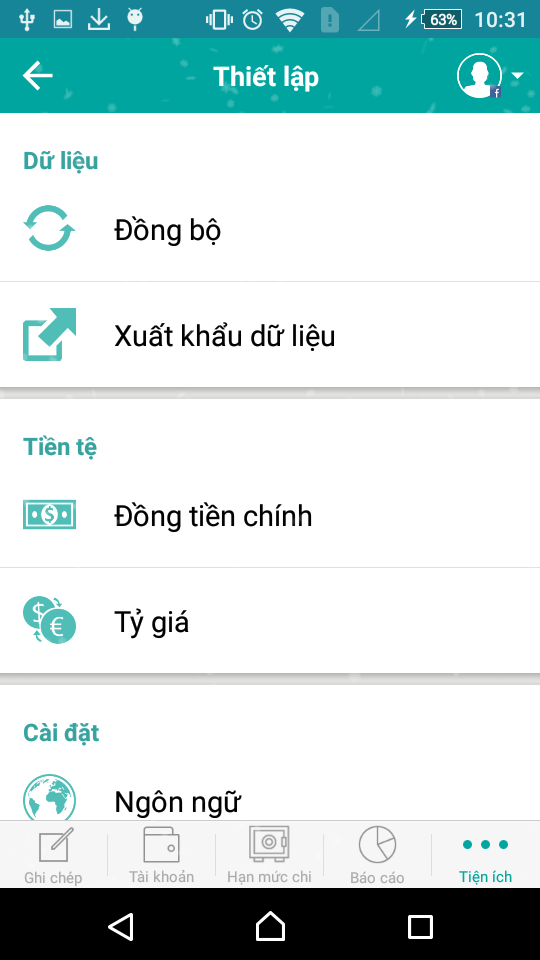 63% 10:31
Thiết lập
Dữ liệu
Đồng bộ
Xuất khẩu dữ liệu
Tiền tệ
Đồng tiền chính
Tỷ giá
Cài đặt
Ngôn ngữ
Ghi chép Tài khoản Hạn mức chi Báo cáo Tiện ích